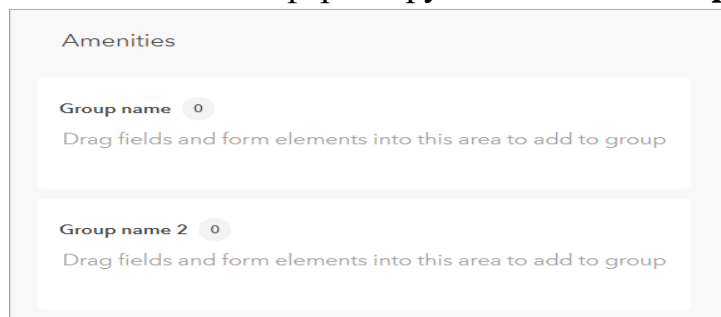 Amenities
Group name 0
Drag fields and form elements into this area to add to group
Group name 2 0
Drag fields and form elements into this area to add to group